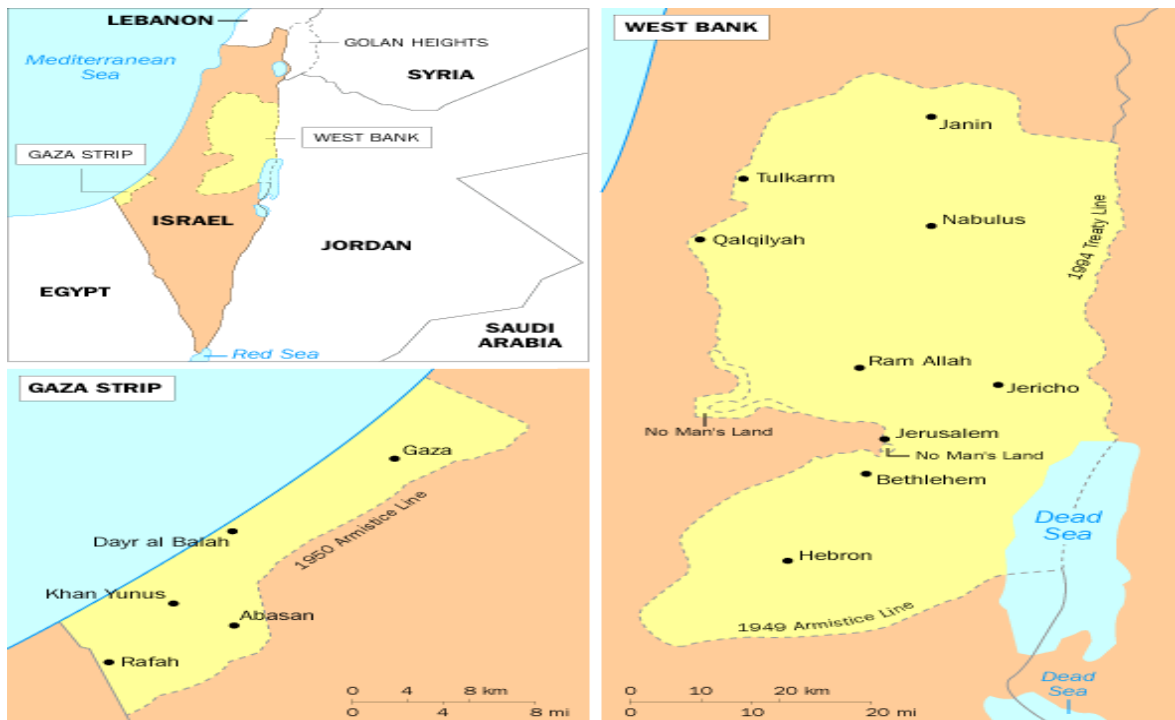 LEBANON
GOLAN HEIGHTS
Mediterranean
Sea
SYRIA
WEST BANK
GAZA STRIP
ISRAEL
JORDAN
EGYPT
SAUDI
ARABIA
Red Sea
GAZA STRIP
Gaza
1950 Armistice Line
Dayr al Balah
Khan Yunus
Abasan
Rafah
0 4 8 km
0 4 8 mi
WEST BANK
Janin
Tulkarm
Nabulus
Qalqilyah
1994 Treaty Line
Ram Allah
Jericho
No Man's Land
Jerusalem
No Man's Land
Bethlehem
Dead
Sea
Hebron
1949 Armistice Line
Dead
Sea
0 10 20 km
0 10 20 mi